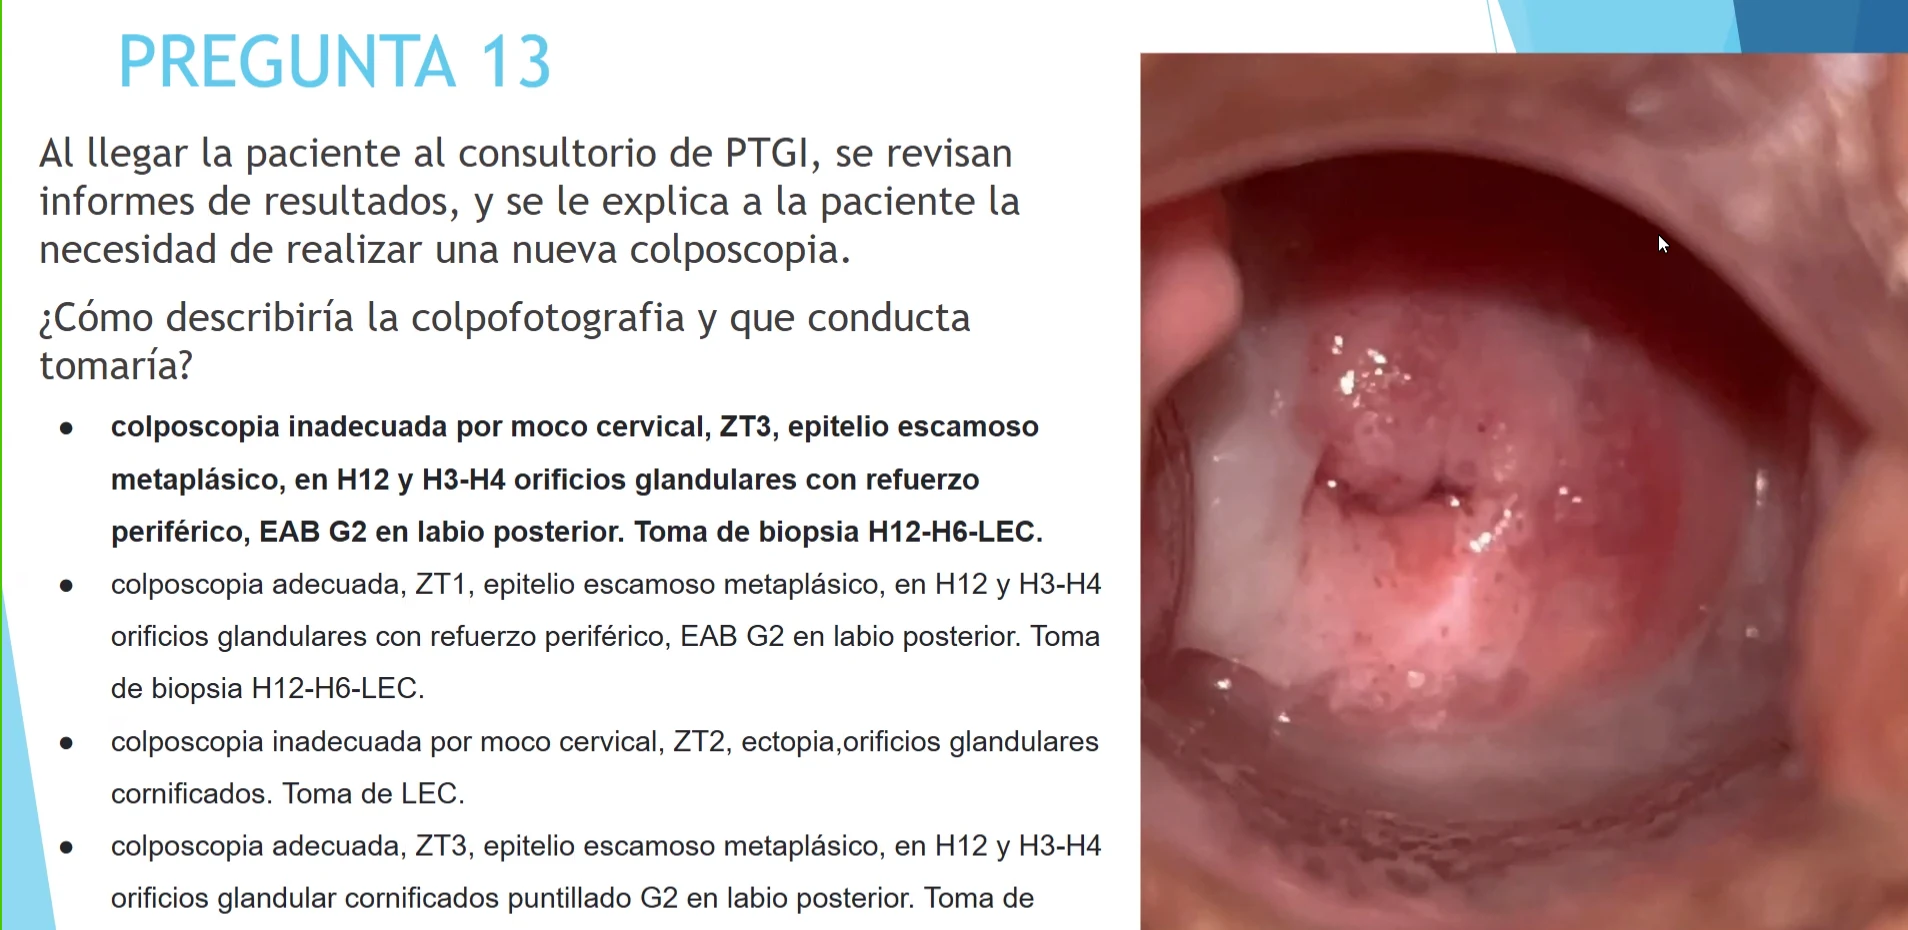 PREGUNTA 13
Al llegar la paciente al consultorio de PTGI, se revisan
informes de resultados, y se le explica a la paciente la
necesidad de realizar una nueva colposcopia.
¿Cómo describiría la colpofotografia y que conducta
tomaría?
● colposcopia inadecuada por moco cervical, ZT3, epitelio escamoso
metaplásico, en H12 y H3-H4 orificios glandulares con refuerzo
periférico, EAB G2 en labio posterior. Toma de biopsia H12-H6-LEC.
● colposcopia adecuada, ZT1, epitelio escamoso metaplásico, en H12 y H3-H4
orificios glandulares con refuerzo periférico, EAB G2 en labio posterior. Toma
de biopsia H12-H6-LEC.
● colposcopia inadecuada por moco cervical, ZT2, ectopia,orificios glandulares
cornificados. Toma de LEC.
● colposcopia adecuada, ZT3, epitelio escamoso metaplásico, en H12 y H3-H4
orificios glandular cornificados puntillado G2 en labio posterior. Toma de